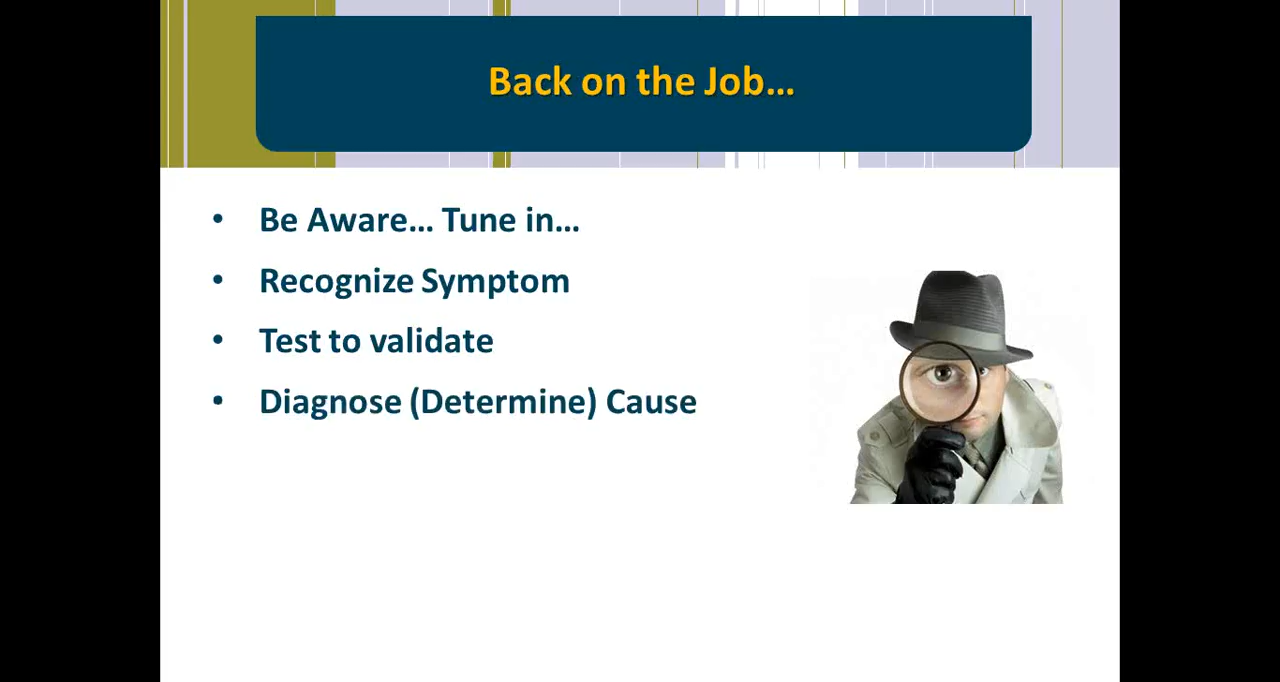 Back on the Job…
• Be Aware… Tune in…
• Recognize Symptom
• Test to validate
• Diagnose (Determine) Cause